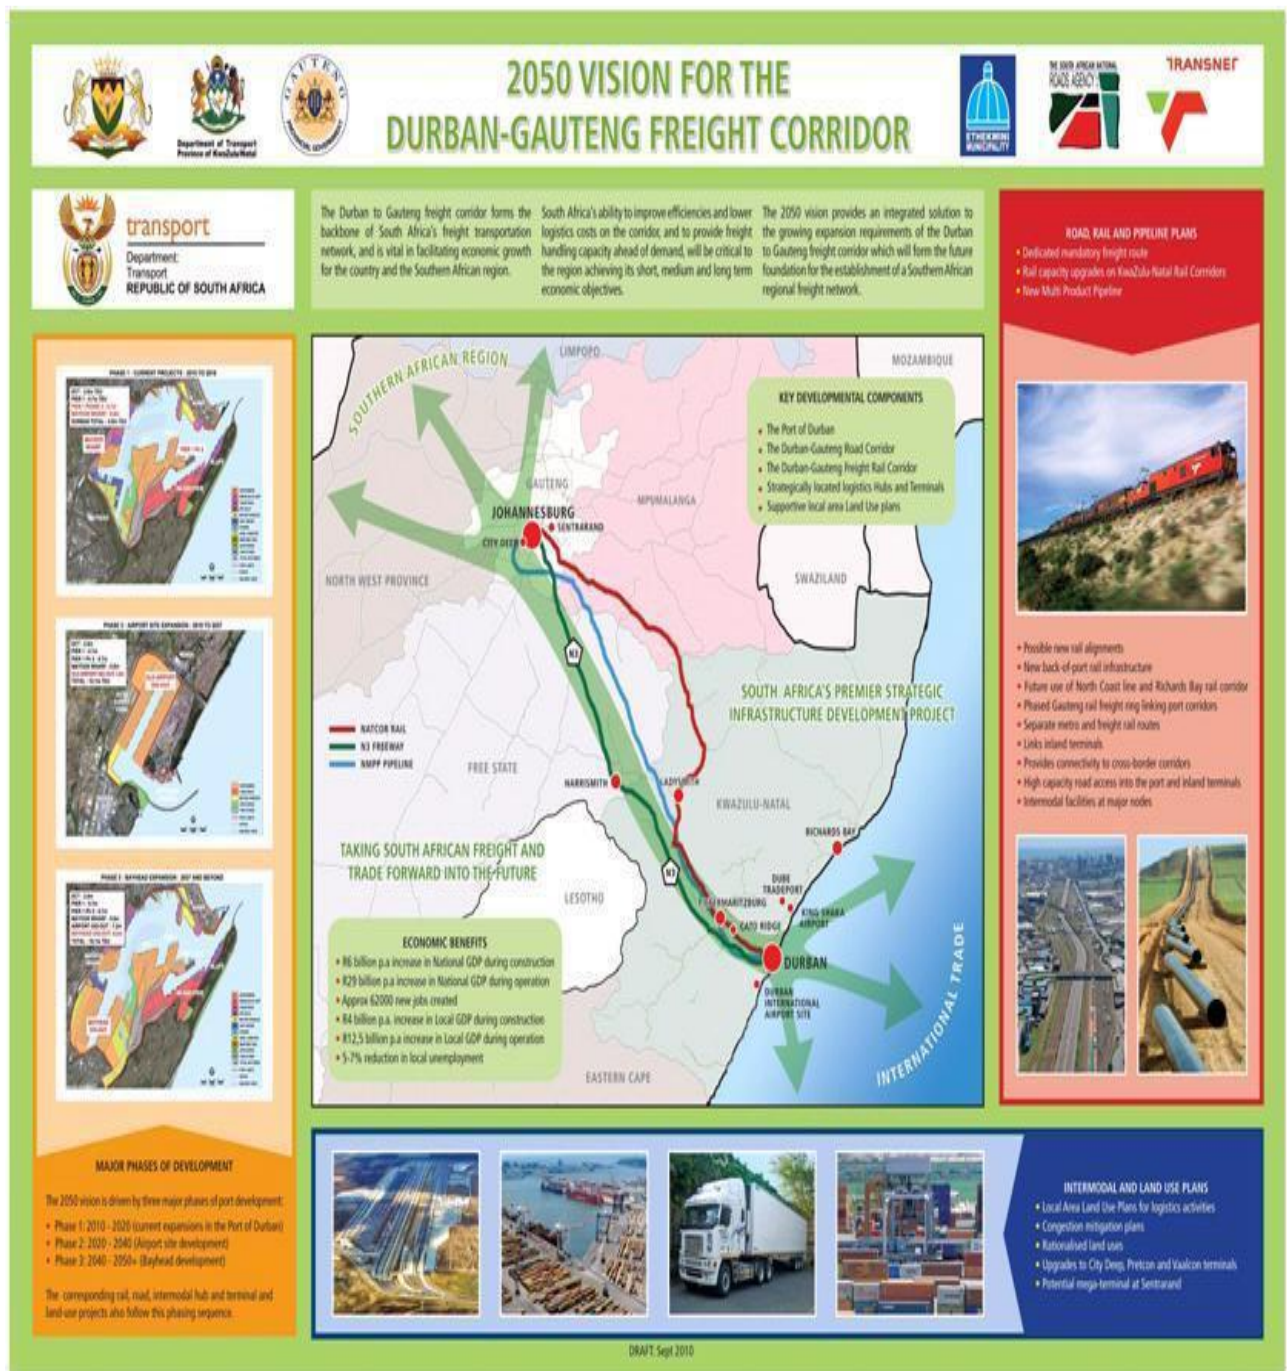 2050 VISION FOR THE
DURBAN-GAUTENG FREIGHT CORRIDOR
Department of Transport
Province of KwaZulu-Natal
GAUTENG
PROVINCIAL GOVERNMENT
ETHEKWINI
MUNICIPALITY
THE SOUTH AFRICAN NATIONAL
ROADS AGENCY
TRANSNET
transport
Department:
Transport
REPUBLIC OF SOUTH AFRICA
The Durban to Gauteng freight corridor forms the
backbone of South Africa's freight transportation
network, and is vital in facilitating economic growth
for the country and the Southern African region.
South Africa's ability to improve efficiencies and lower
logistics costs on the corridor, and to provide freight
handling capacity ahead of demand, will be critical to
the region achieving its short, medium and long term
economic objectives.
The 2050 vision provides an integrated solution to
the growing expansion requirements of the Durban
to Gauteng freight corridor which will form the future
foundation for the establishment of a Southern African
regional freight network.
ROAD, RAIL AND PIPELINE PLANS
• Dedicated mandatory freight route
• Rail capacity upgrades on KwaZulu-Natal Rail Corridors
• New Multi Product Pipeline
• Possible new rail alignments
• New back-of-port rail infrastructure
• Future use of North Coast line and Richards Bay rail corridor
• Phased Gauteng rail freight ring linking port corridors
• Separate metro and freight rail routes
• Links inland terminals
• Provides connectivity to cross-border corridors
• High capacity road access into the port and inland terminals
• Intermodal facilities at major nodes
MAJOR PHASES OF DEVELOPMENT
The 2050 vision is driven by three major phases of port development:
• Phase 1: 2010 - 2020 (current expansions in the Port of Durban)
• Phase 2: 2020 - 2040 (Airport site development)
• Phase 3: 2040 - 2050+ (Bayhead development)
The corresponding rail, road, intermodal hub and terminal and
land-use projects also follow this phasing sequence.
SOUTHERN AFRICAN REGION
LIMPOPO
MOZAMBIQUE
KEY DEVELOPMENTAL COMPONENTS
• The Port of Durban
• The Durban-Gauteng Road Corridor
• The Durban-Gauteng Freight Rail Corridor
• Strategically located logistics Hubs and Terminals
• Supportive local area Land Use plans
GAUTENG
MPUMALANGA
JOHANNESBURG
SENTRARAND
CITY DEEP
NORTH WEST PROVINCE
SWAZILAND
N3
SOUTH AFRICA'S PREMIER STRATEGIC
INFRASTRUCTURE DEVELOPMENT PROJECT
NATCOR RAIL
N3 FREEWAY
NMPP PIPELINE
FREE STATE
HARRISMITH
LADYSMITH
KWAZULU-NATAL
RICHARDS BAY
TAKING SOUTH AFRICAN FREIGHT AND
TRADE FORWARD INTO THE FUTURE
LESOTHO
N3
DUBE
TRADEPORT
PIETERMARITZBURG
KING SHAKA
AIRPORT
CATO RIDGE
DURBAN
DURBAN
INTERNATIONAL
AIRPORT SITE
INTERNATIONAL TRADE
ECONOMIC BENEFITS
• R6 billion p.a increase in National GDP during construction
• R29 billion p.a increase in National GDP during operation
• Approx 62000 new jobs created
• R4 billion p.a. increase in Local GDP during construction
• R12,5 billion p.a increase in Local GDP during operation
• 5-7% reduction in local unemployment
EASTERN CAPE
INTERMODAL AND LAND USE PLANS
• Local Area Land Use Plans for logistics activities
• Congestion mitigation plans
• Rationalised land uses
• Upgrades to City Deep, Pretcon and Vaalcon terminals
• Potential mega-terminal at Sentrarand
DRAFT: Sept 2010